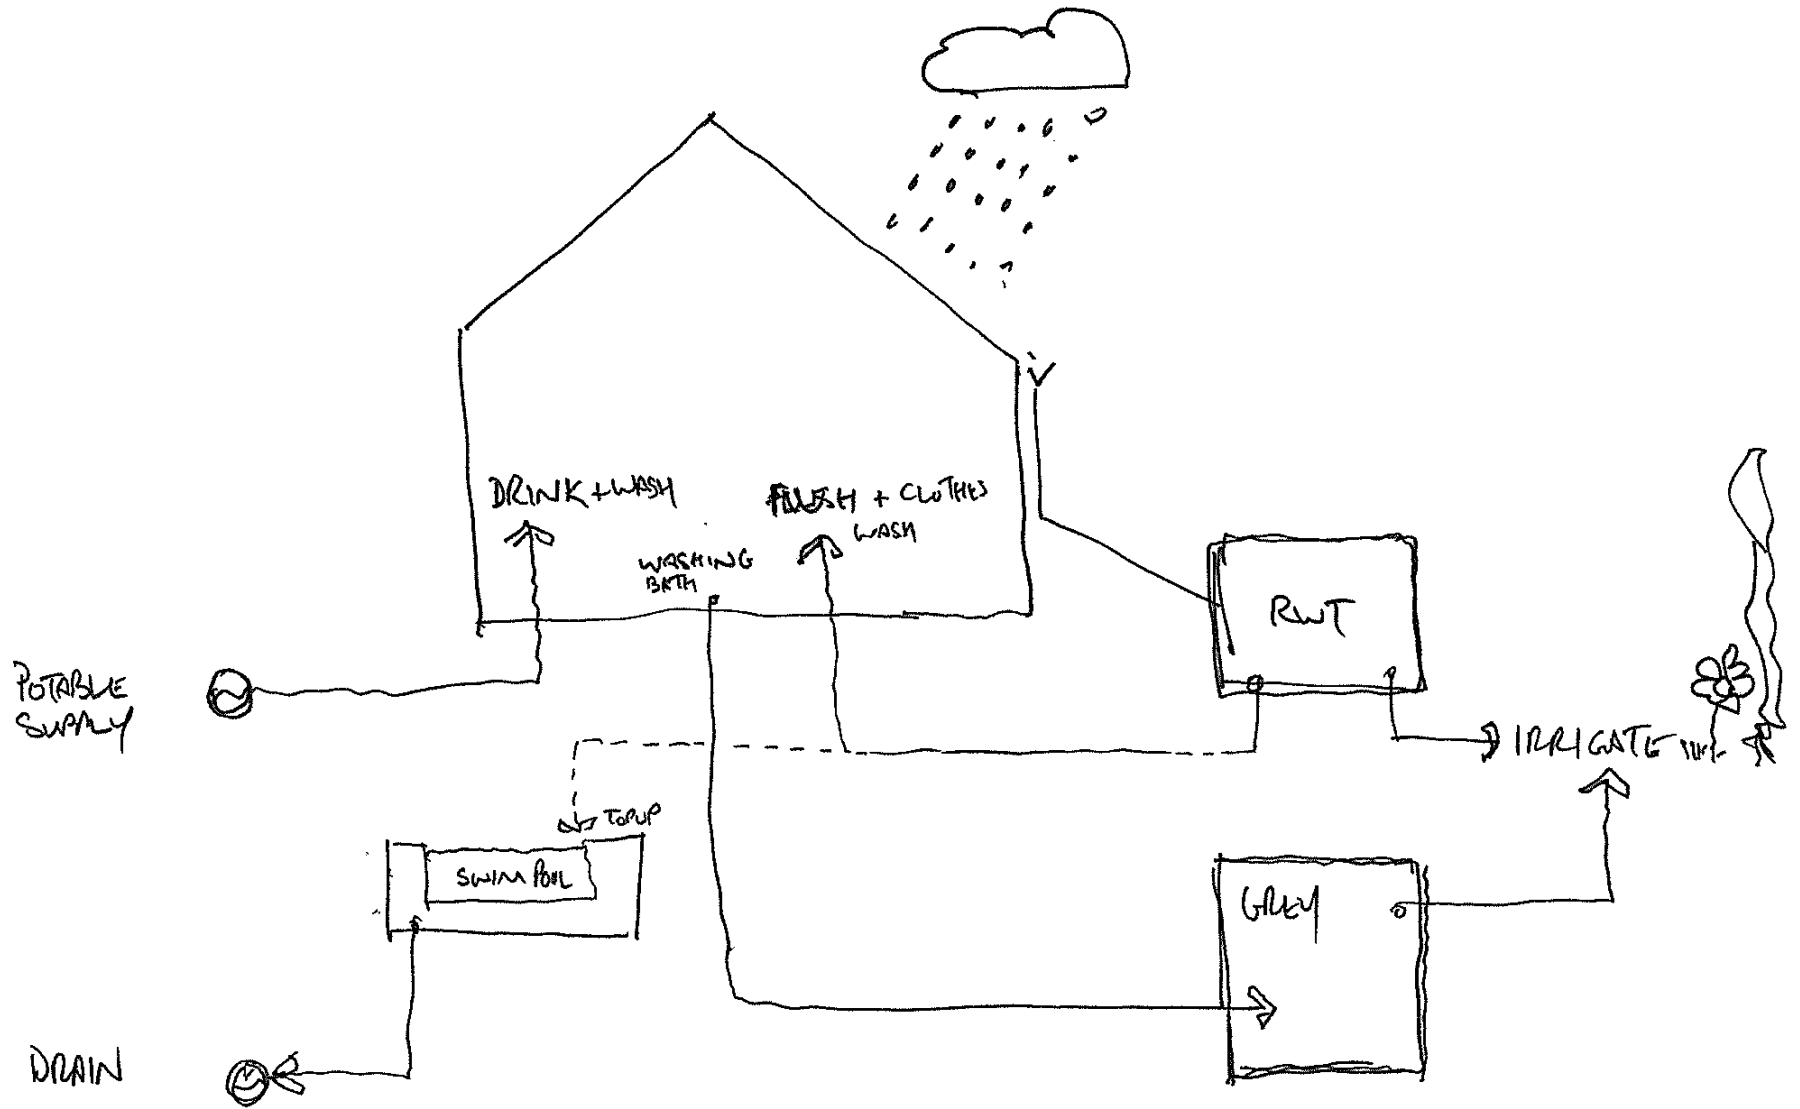 DRINK + WASH
FLUSH + CLOTHES
WASH
WASHING
BATH
RWT
POTABLE
SUPPLY
IRRIGATE
TOPUP
SWIM POOL
GREY
DRAIN